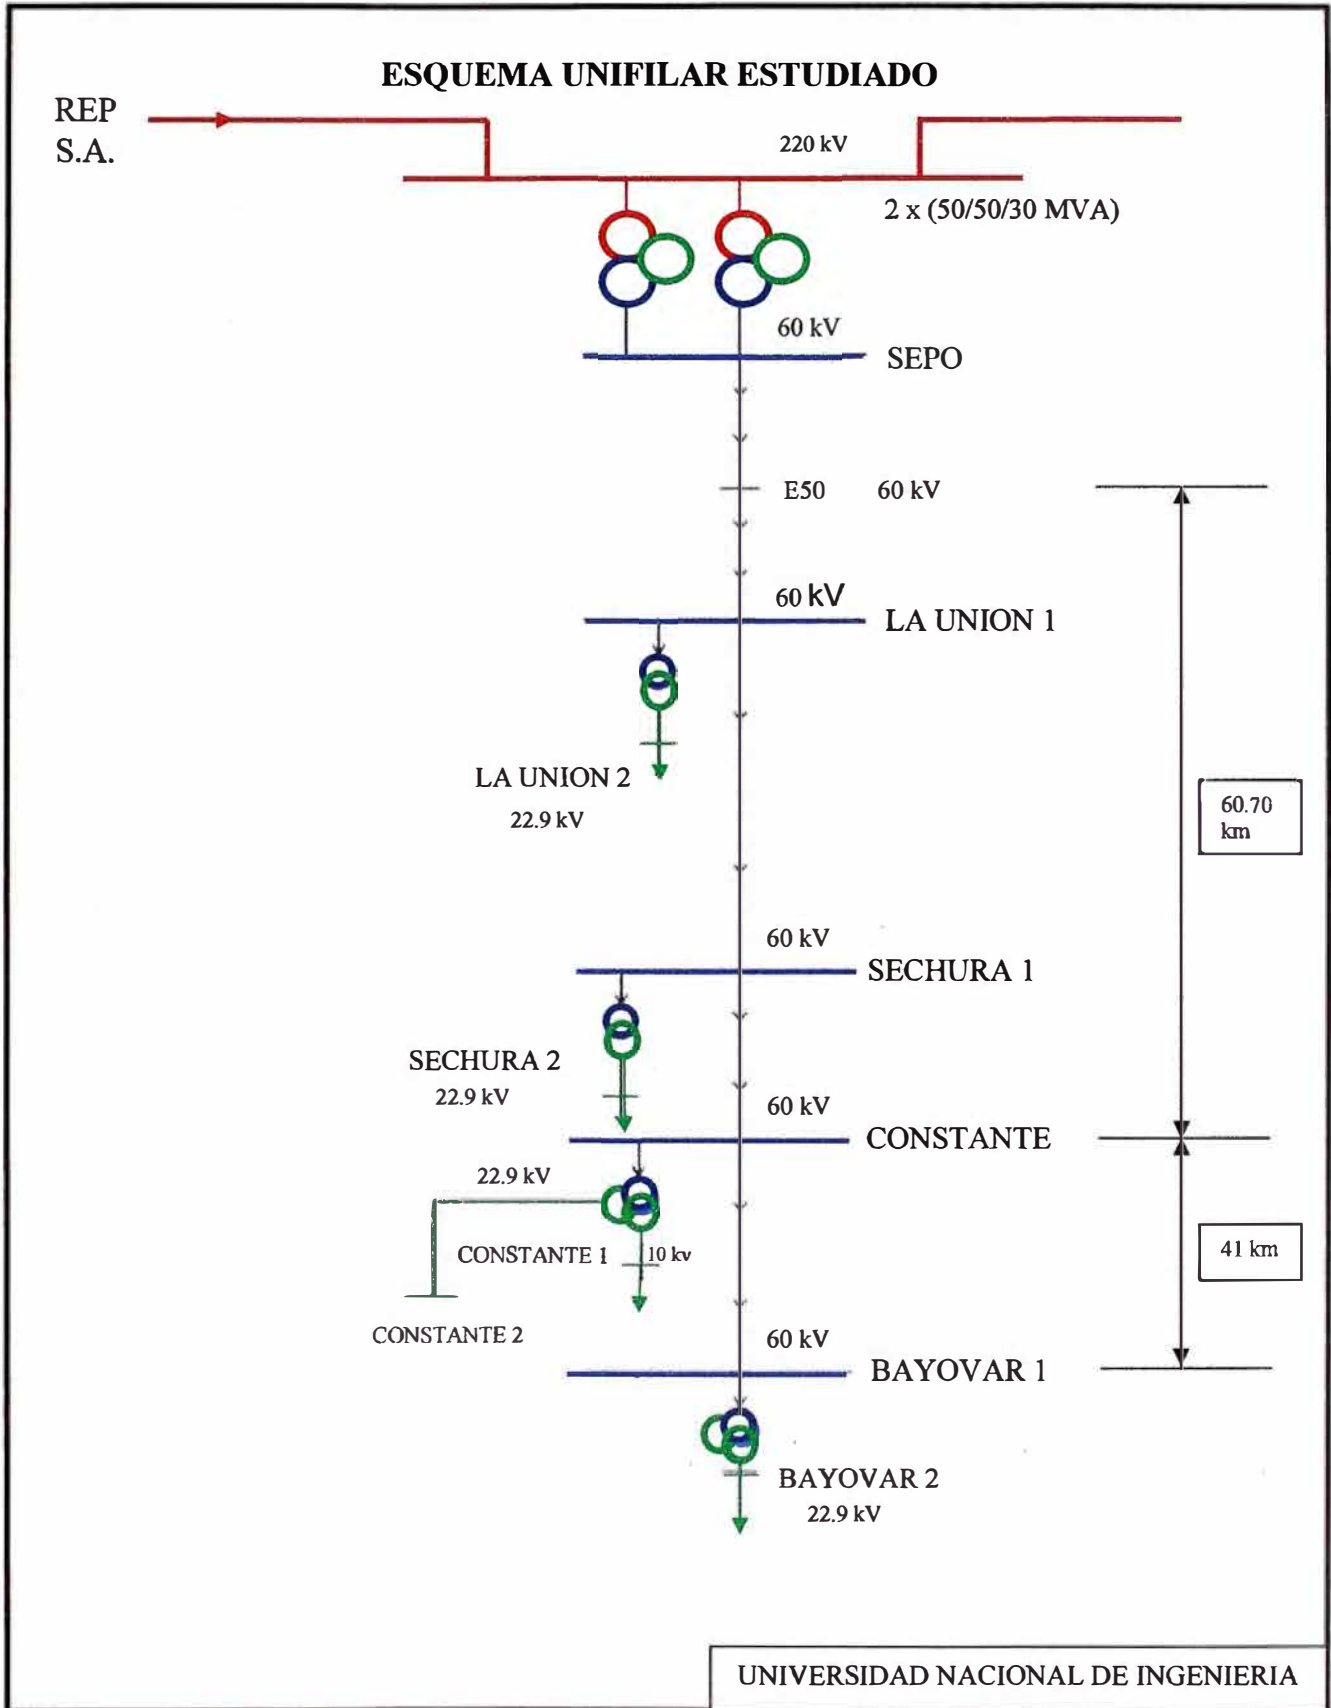 ESQUEMA UNIFILAR ESTUDIADO
REP
S.A.
220 kV
2 x (50/50/30 MVA)
60 kV
SEPO
E50 60 kV
60 kV
LA UNION 1
LA UNION 2
22.9 kV
60.70
km
60 kV
SECHURA 1
SECHURA 2
22.9 kV
60 kV
CONSTANTE
22.9 kV
CONSTANTE 1 10 kv
41 km
CONSTANTE 2
60 kV
BAYOVAR 1
BAYOVAR 2
22.9 kV
UNIVERSIDAD NACIONAL DE INGENIERIA